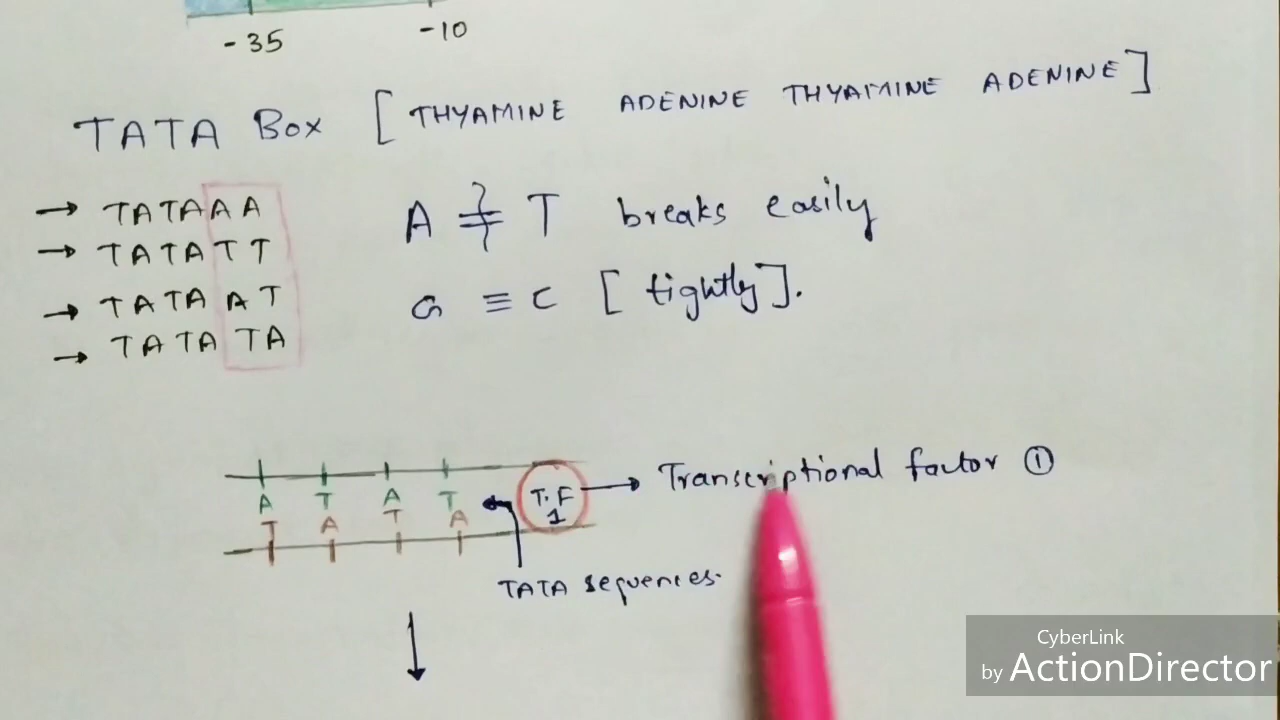 -35 -10
TATA Box [ THYAMINE ADENINE THYAMINE ADENINE ]
→ TATAAA
→ TATATT
→ TATAAT
→ TATATA
A = T breaks easily
G ≡ C [ tightly ].
A T A T
T A T A
T.F
1
→ Transcriptional factor ①
TATA sequences.
CyberLink
by ActionDirector